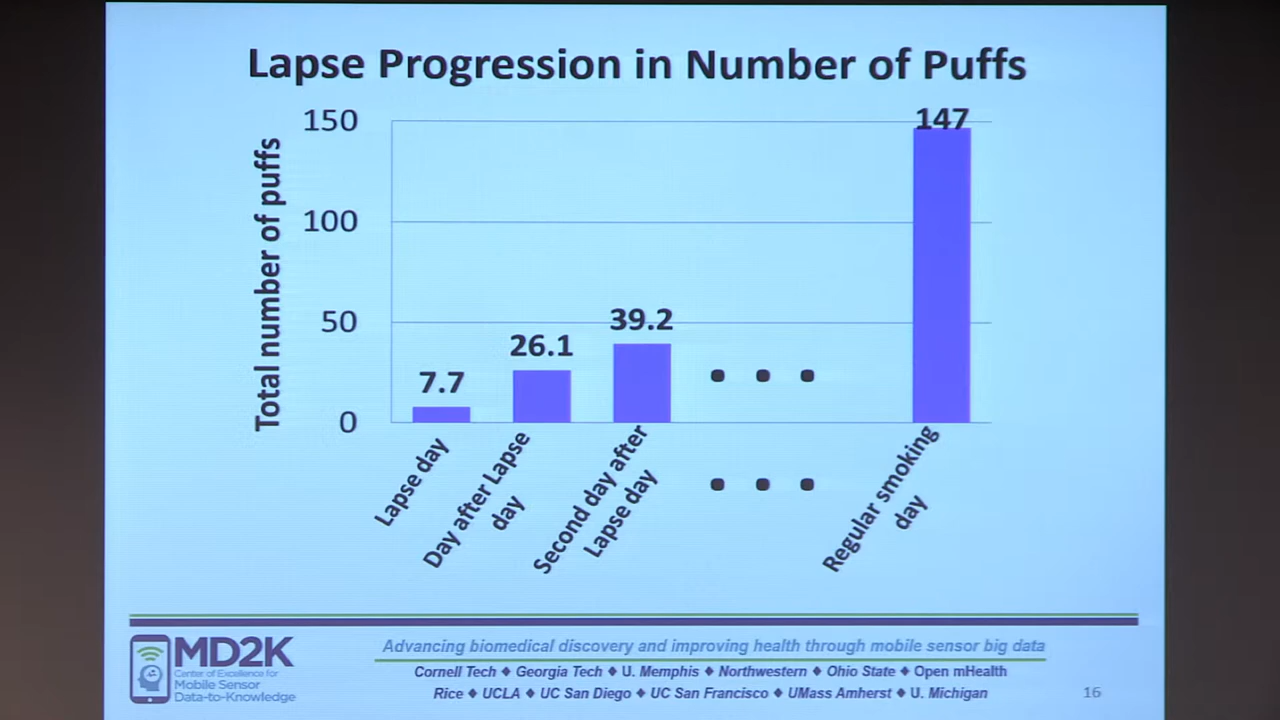 Lapse Progression in Number of Puffs
Total number of puffs
150
100
50
0
7.7
26.1
39.2
147
Lapse day
Day after Lapse
day
Second day after
Lapse day
Regular smoking
day
MD2K
Center of Excellence for
Mobile Sensor
Data-to-Knowledge
Advancing biomedical discovery and improving health through mobile sensor big data
Cornell Tech ◆ Georgia Tech ◆ U. Memphis ◆ Northwestern ◆ Ohio State ◆ Open mHealth
Rice ◆ UCLA ◆ UC San Diego ◆ UC San Francisco ◆ UMass Amherst ◆ U. Michigan
16